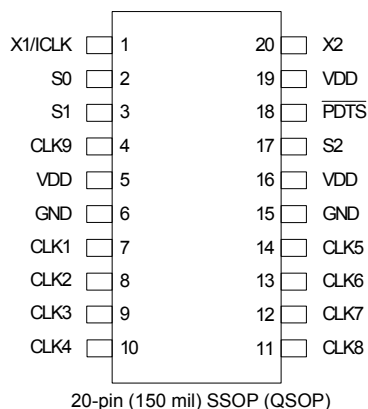 X1/ICLK 1 20 X2
S0 2 19 VDD
S1 3 18 PDTS
CLK9 4 17 S2
VDD 5 16 VDD
GND 6 15 GND
CLK1 7 14 CLK5
CLK2 8 13 CLK6
CLK3 9 12 CLK7
CLK4 10 11 CLK8
20-pin (150 mil) SSOP (QSOP)